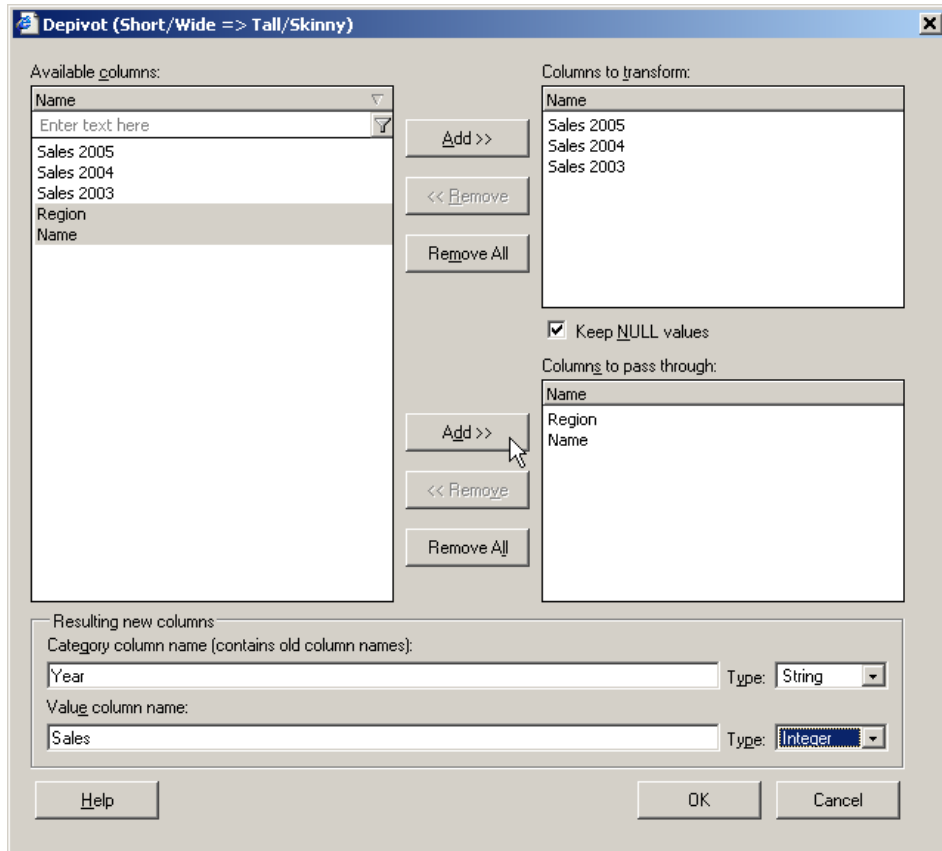 Depivot (Short/Wide => Tall/Skinny)
Available columns:
Name
Enter text here
Sales 2005
Sales 2004
Sales 2003
Region
Name
Add >>
<< Remove
Remove All
Columns to transform:
Name
Sales 2005
Sales 2004
Sales 2003
Keep NULL values
Columns to pass through:
Name
Region
Name
Add >>
<< Remove
Remove All
Resulting new columns
Category column name (contains old column names):
Year
Type: String
Value column name:
Sales
Type: Integer
Help
OK
Cancel